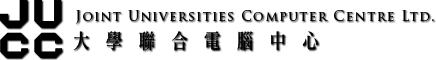 JUCC JOINT UNIVERSITIES COMPUTER CENTRE LTD.
大學聯合電腦中心